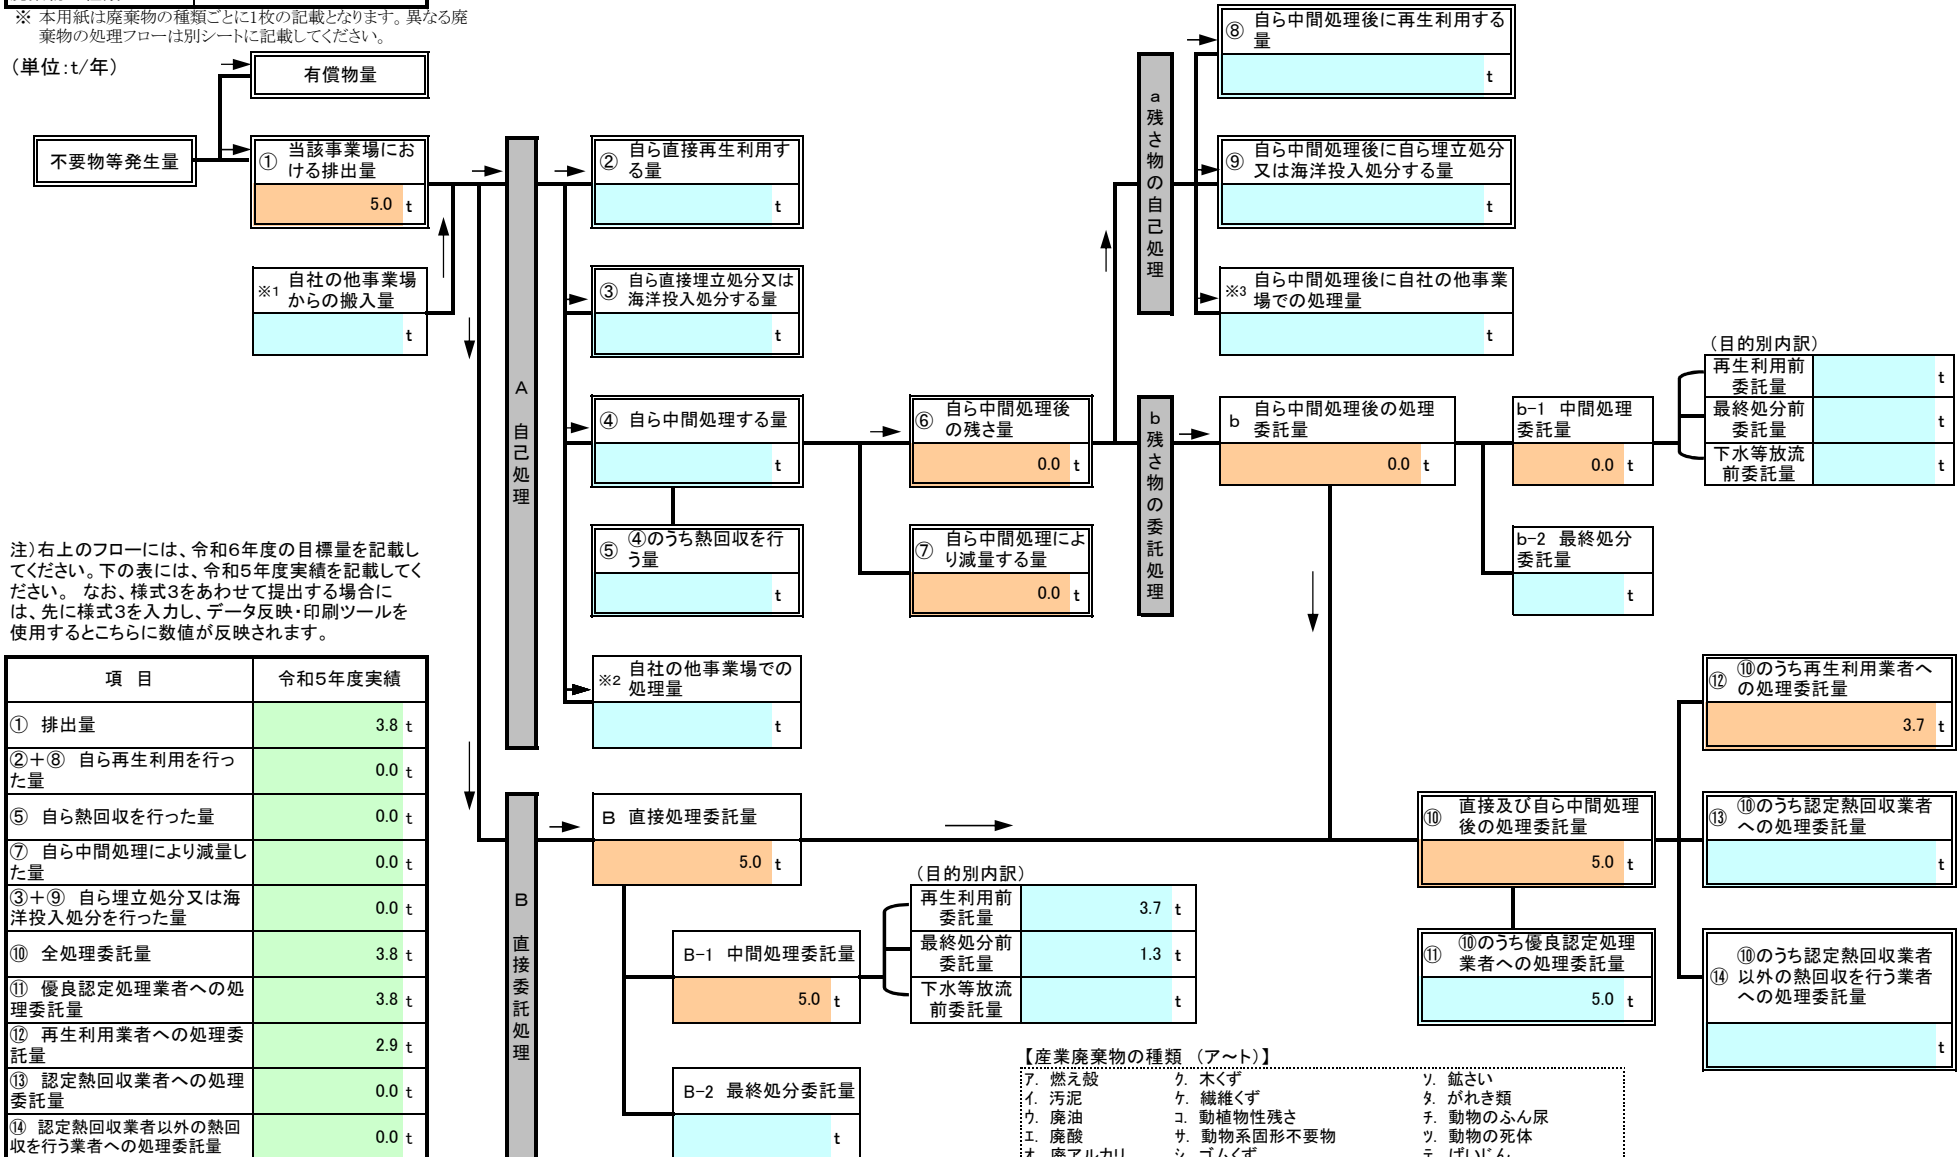 ※ 本用紙は廃棄物の種類ごとに1枚の記載となります。異なる廃
棄物の処理フローは別シートに記載してください。
(単位:t/年)
有償物量
不要物等発生量
① 当該事業場にお
ける排出量
5.0 t
※1 自社の他事業場
からの搬入量
t
A 自己処理
② 自ら直接再生利用す
る量
t
③ 自ら直接埋立処分又は
海洋投入処分する量
t
④ 自ら中間処理する量
t
⑤ ④のうち熱回収を行
う量
t
※2 自社の他事業場での
処理量
t
⑥ 自ら中間処理後
の残さ量
0.0 t
⑦ 自ら中間処理によ
り減量する量
0.0 t
a 残さ物の自己処理
⑧ 自ら中間処理後に再生利用する
量
t
⑨ 自ら中間処理後に自ら埋立処分
又は海洋投入処分する量
t
※3 自ら中間処理後に自社の他事業
場での処理量
t
b 残さ物の委託処理
b 自ら中間処理後の処理
委託量
0.0 t
b-1 中間処理
委託量
0.0 t
b-2 最終処分
委託量
t
(目的別内訳)
再生利用前
委託量
t
最終処分前
委託量
t
下水等放流
前委託量
t
注)右上のフローには、令和6年度の目標量を記載し
てください。下の表には、令和5年度実績を記載してく
ださい。 なお、様式3をあわせて提出する場合に
は、先に様式3を入力し、データ反映・印刷ツールを
使用するとこちらに数値が反映されます。
項 目 令和5年度実績
① 排出量 3.8 t
②+⑧ 自ら再生利用を行っ
た量 0.0 t
⑤ 自ら熱回収を行った量 0.0 t
⑦ 自ら中間処理により減量し
た量 0.0 t
③+⑨ 自ら埋立処分又は海
洋投入処分を行った量 0.0 t
⑩ 全処理委託量 3.8 t
⑪ 優良認定処理業者への処
理委託量 3.8 t
⑫ 再生利用業者への処理委
託量 2.9 t
⑬ 認定熱回収業者への処理
委託量 0.0 t
⑭ 認定熱回収業者以外の熱回
収を行う業者への処理委託量 0.0 t
B 直接委託処理
B 直接処理委託量
5.0 t
B-1 中間処理委託量
5.0 t
B-2 最終処分委託量
t
(目的別内訳)
再生利用前
委託量
3.7 t
最終処分前
委託量
1.3 t
下水等放流
前委託量
t
⑩ 直接及び自ら中間処理
後の処理委託量
5.0 t
⑪ ⑩のうち優良認定処理
業者への処理委託量
5.0 t
⑫ ⑩のうち再生利用業者へ
の処理委託量
3.7 t
⑬ ⑩のうち認定熱回収業者
への処理委託量
t
⑭ ⑩のうち認定熱回収業者
以外の熱回収を行う業者
への処理委託量
t
【産業廃棄物の種類 (ア~ト)】
ア. 燃え殻 ク. 木くず ソ. 鉱さい
イ. 汚泥 ケ. 繊維くず タ. がれき類
ウ. 廃油 コ. 動植物性残さ チ. 動物のふん尿
エ. 廃酸 サ. 動物系固形不要物 ツ. 動物の死体
オ. 廃アルカリ シ. ゴムくず テ. ばいじん